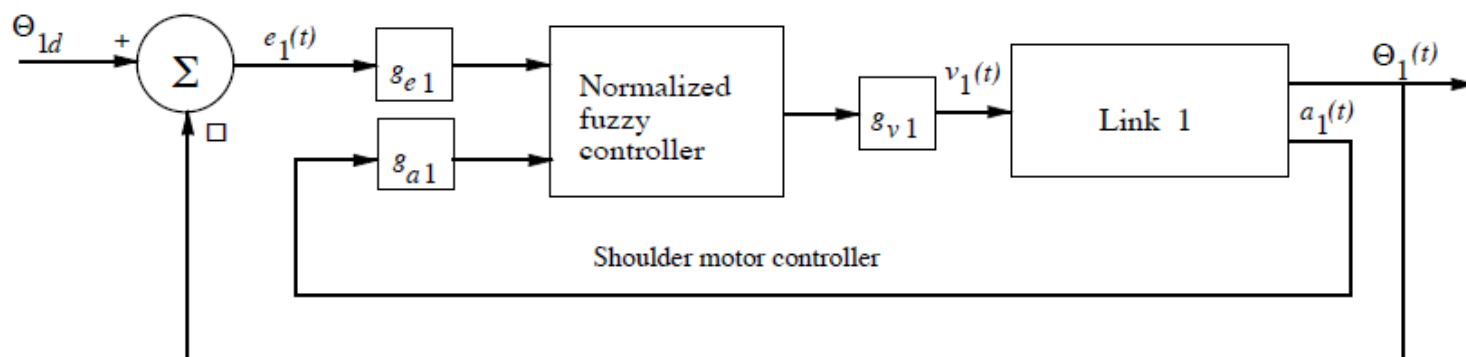 Θ1d
+
Σ
□
e1(t)
ge1
ga1
Normalized
fuzzy
controller
gv1
v1(t)
Link 1
Θ1(t)
a1(t)
Shoulder motor controller